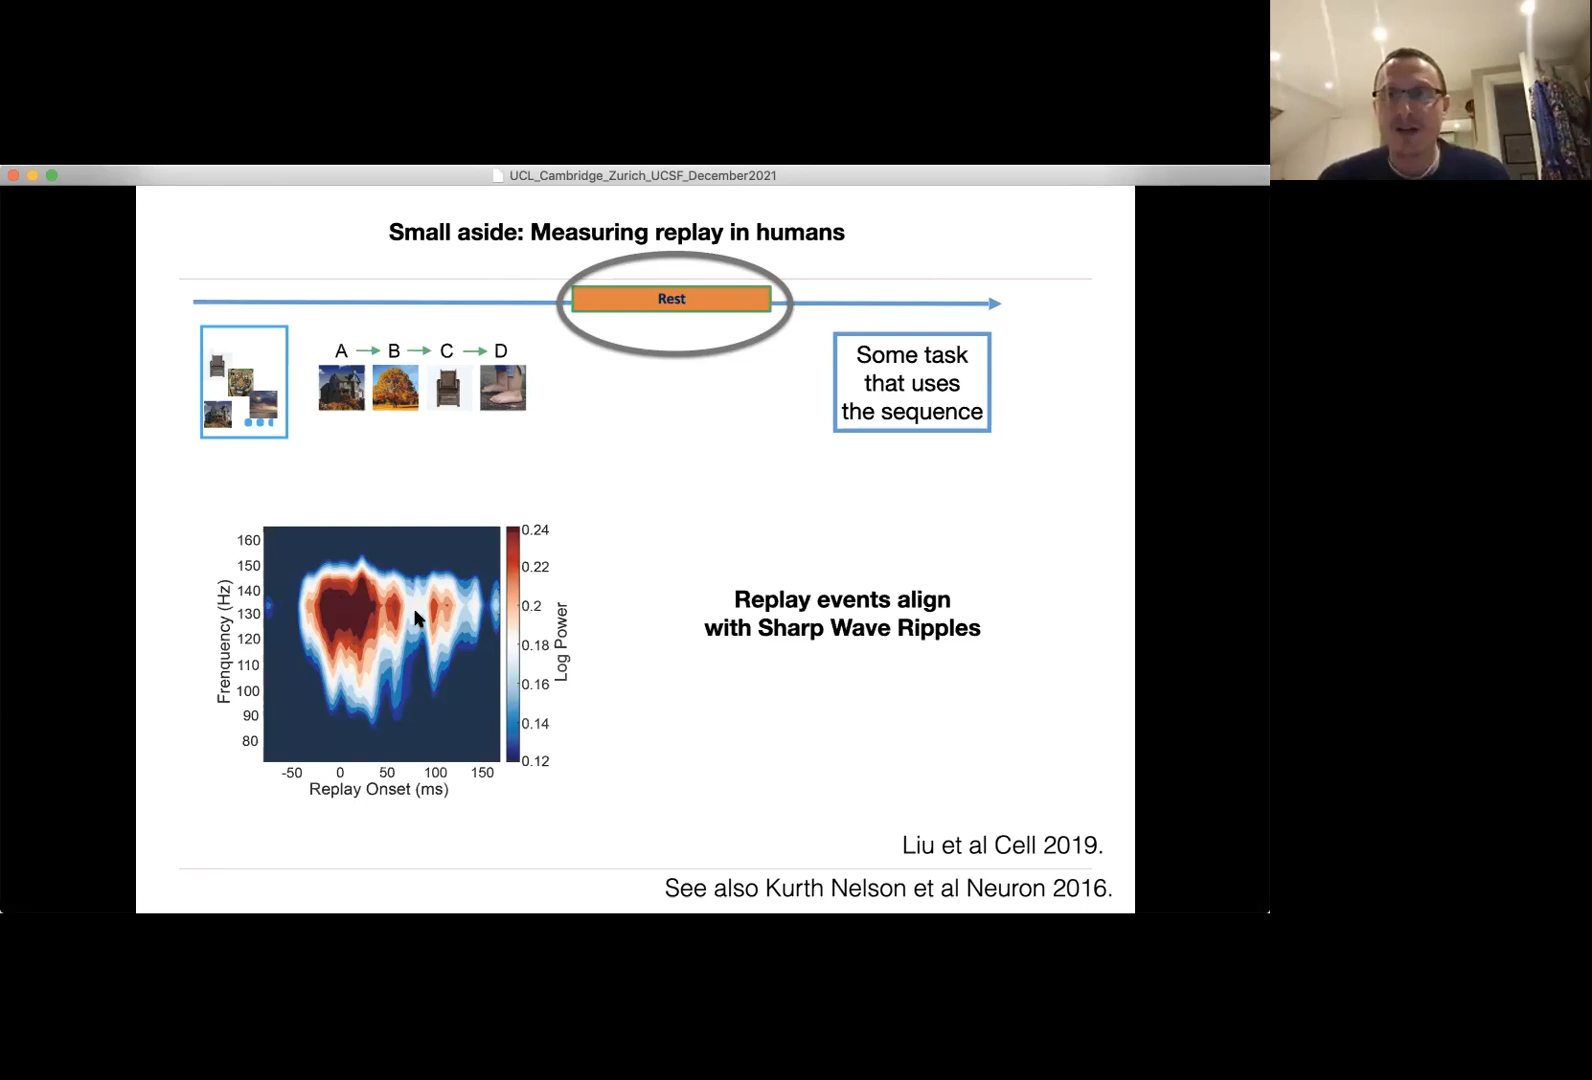 UCL_Cambridge_Zurich_UCSF_December2021
Small aside: Measuring replay in humans
Rest
A → B → C → D
Some task
that uses
the sequence
160
150
140
130
120
110
100
90
80
Frenquency (Hz)
-50 0 50 100 150
Replay Onset (ms)
0.24
0.22
0.2
0.18
0.16
0.14
0.12
Log Power
Replay events align
with Sharp Wave Ripples
Liu et al Cell 2019.
See also Kurth Nelson et al Neuron 2016.